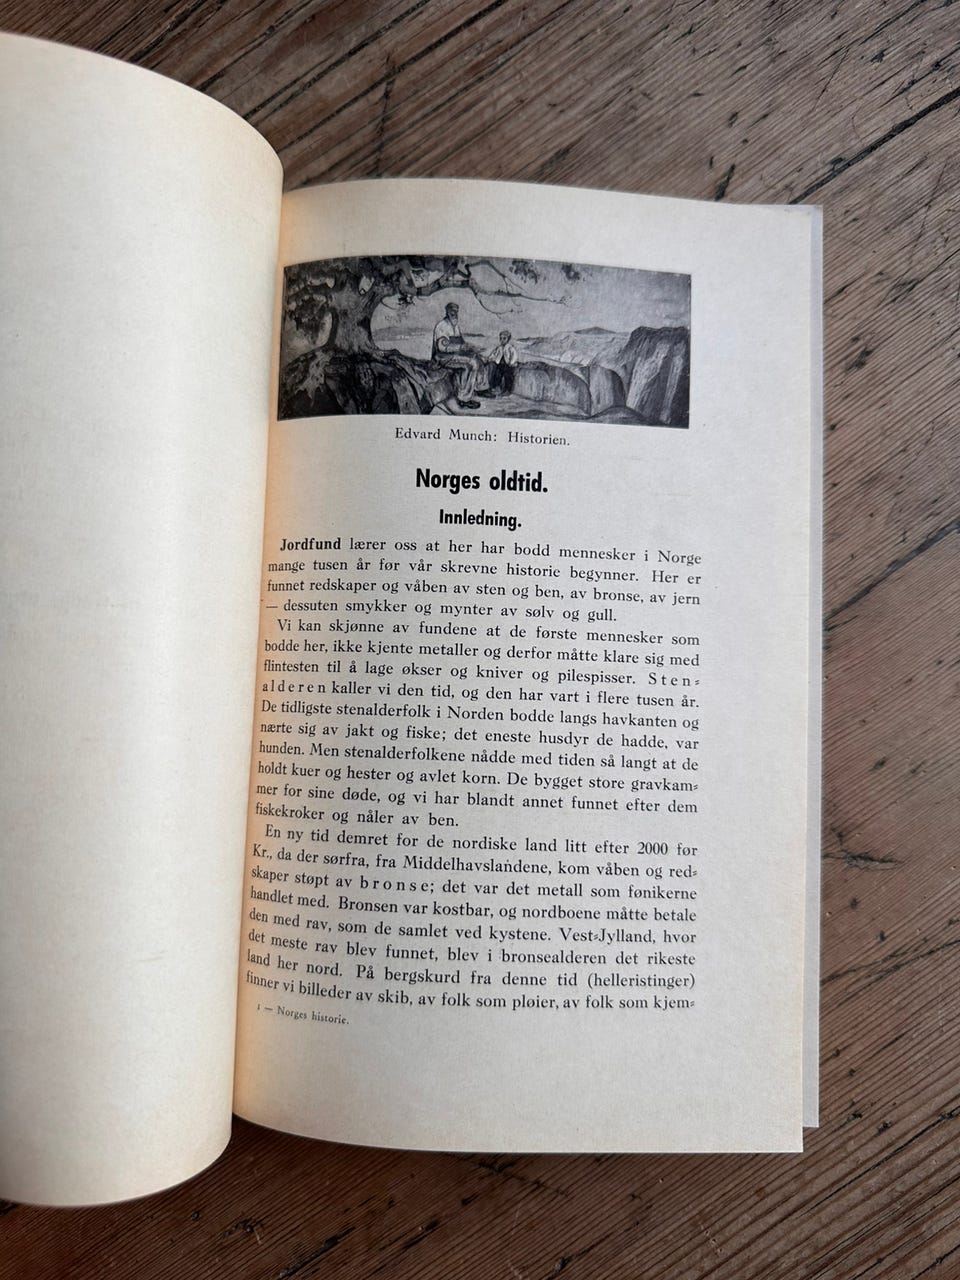 Edvard Munch: Historien.
Norges oldtid.
Innledning.
Jordfund lærer oss at her har bodd mennesker i Norge
mange tusen år før vår skrevne historie begynner. Her er
funnet redskaper og våben av sten og ben, av bronse, av jern
— dessuten smykker og mynter av sølv og gull.
Vi kan skjønne av fundene at de første mennesker som
bodde her, ikke kjente metaller og derfor måtte klare sig med
flintesten til å lage økser og kniver og pilespisser. Sten-
alderen kaller vi den tid, og den har vart i flere tusen år.
De tidligste stenalderfolk i Norden bodde langs havkanten og
nærte sig av jakt og fiske; det eneste husdyr de hadde, var
hunden. Men stenalderfolkene nådde med tiden så langt at de
holdt kuer og hester og avlet korn. De bygget store gravkam-
mer for sine døde, og vi har blandt annet funnet efter dem
fiskekroker og nåler av ben.
En ny tid demret for de nordiske land litt efter 2000 før
Kr., da der sørfra, fra Middelhavslandene, kom våben og red-
skaper støpt av bronse; det var det metall som fønikerne
handlet med. Bronsen var kostbar, og nordboene måtte betale
den med rav, som de samlet ved kystene. Vest-Jylland, hvor
det meste rav blev funnet, blev i bronsealderen det rikeste
land her nord. På bergskurd fra denne tid (helleristinger)
finner vi billeder av skib, av folk som pløier, av folk som kjem-
1 — Norges historie.